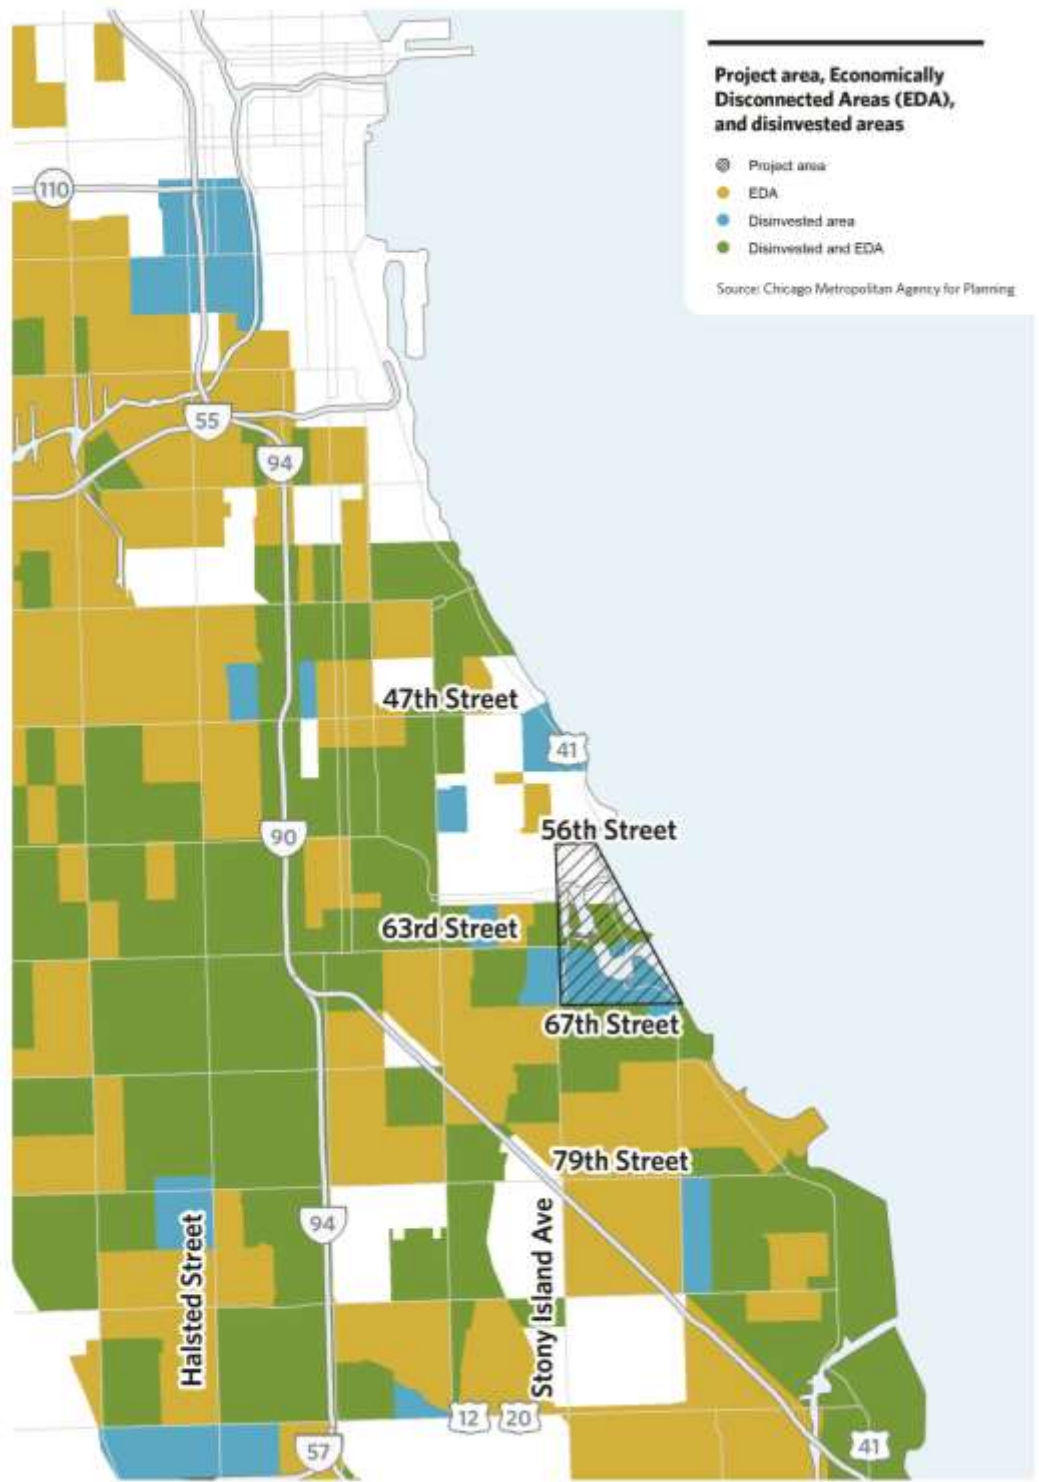 Project area, Economically
Disconnected Areas (EDA),
and disinvested areas
Project area
EDA
Disinvested area
Disinvested and EDA
Source: Chicago Metropolitan Agency for Planning
110
55
94
47th Street
41
56th Street
90
63rd Street
67th Street
79th Street
94
Halsted Street
Stony Island Ave
12
20
41
57